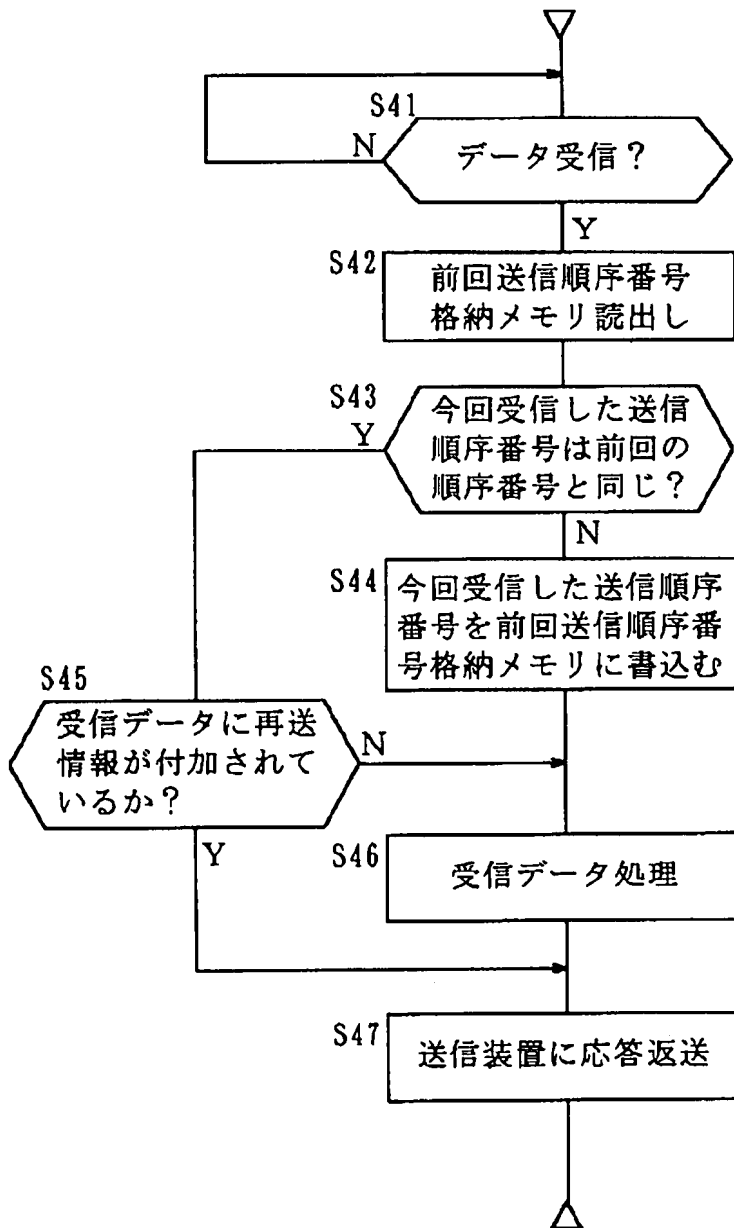 S41
N
データ受信？
Y
S42
前回送信順序番号
格納メモリ読出し
S43
Y
今回受信した送信
順序番号は前回の
順序番号と同じ？
N
S44
今回受信した送信順序
番号を前回送信順序番
号格納メモリに書込む
S45
受信データに再送
情報が付加されて
いるか？
N
Y
S46
受信データ処理
S47
送信装置に応答返送